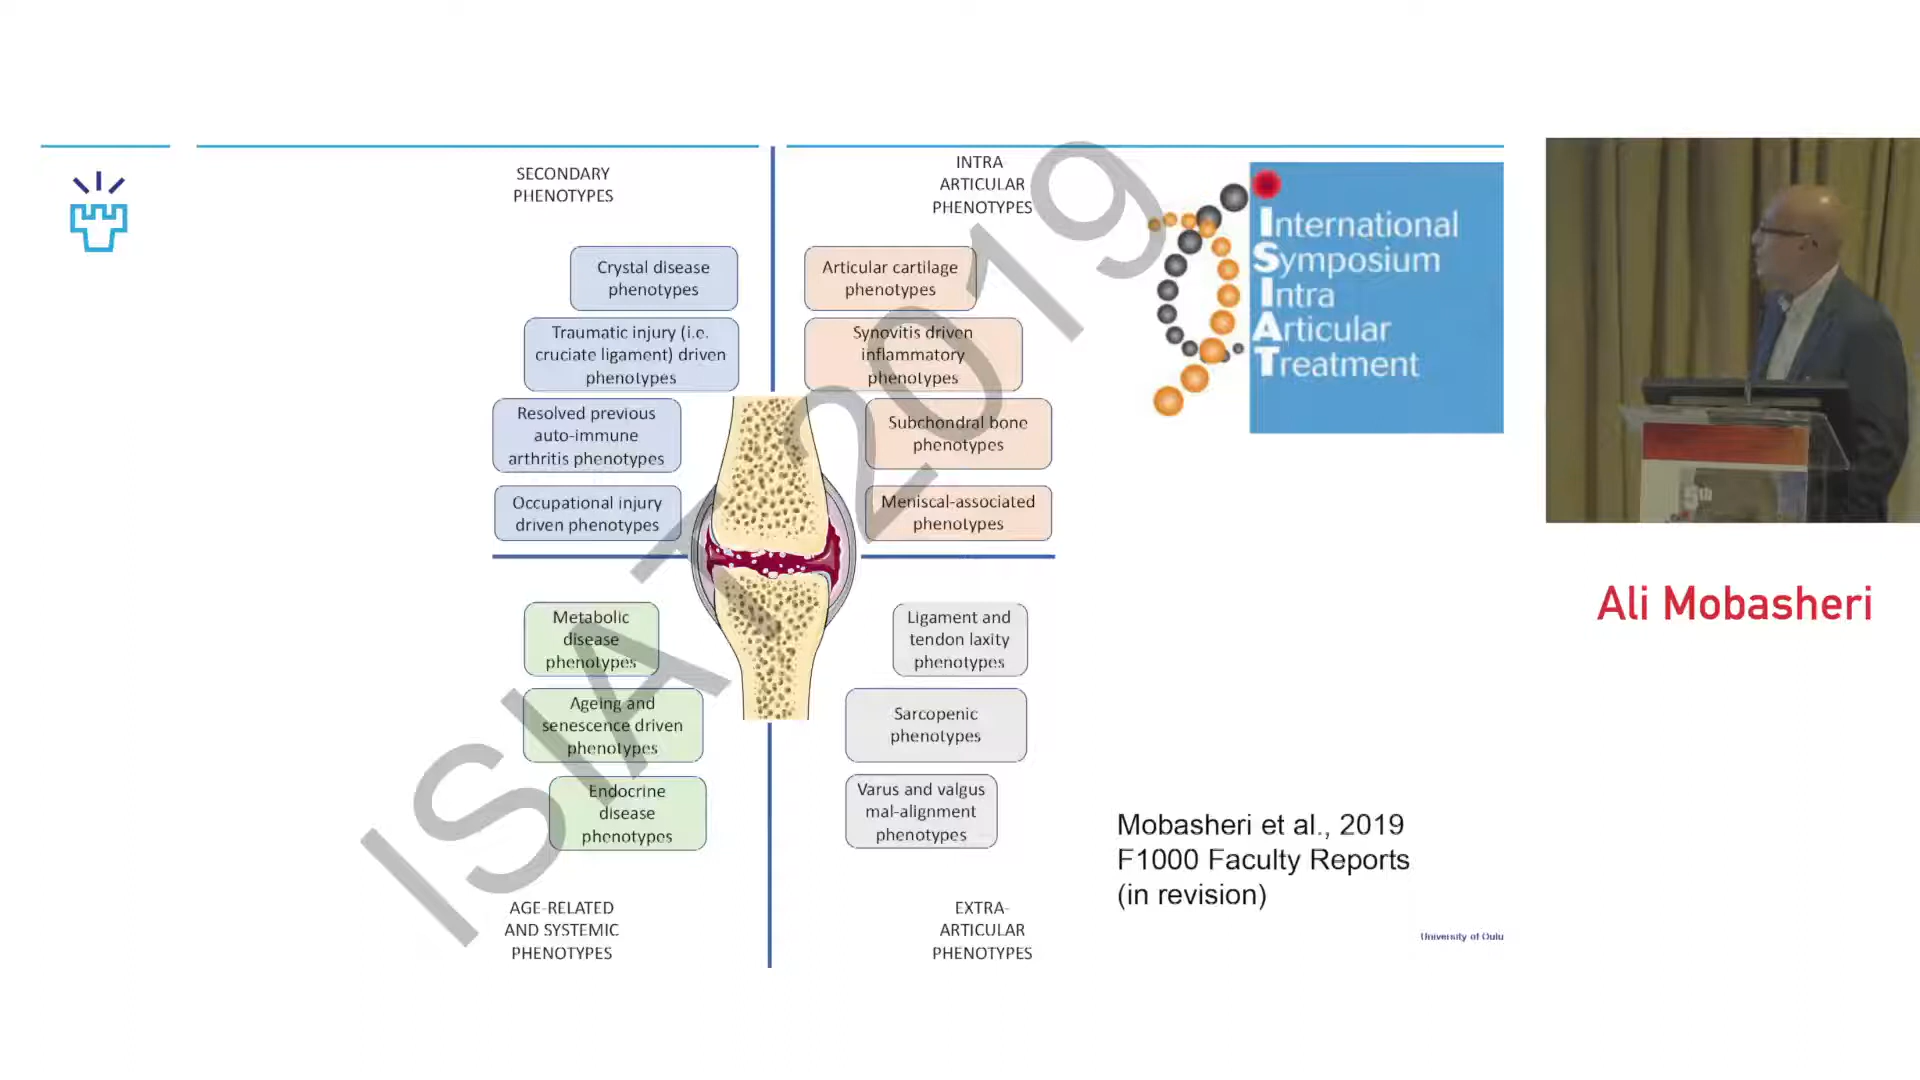 SECONDARY
PHENOTYPES
INTRA
ARTICULAR
PHENOTYPES
Crystal disease
phenotypes
Traumatic injury (i.e.
cruciate ligament) driven
phenotypes
Resolved previous
auto-immune
arthritis phenotypes
Occupational injury
driven phenotypes
Articular cartilage
phenotypes
Synovitis driven
inflammatory
phenotypes
Subchondral bone
phenotypes
Meniscal-associated
phenotypes
Metabolic
disease
phenotypes
Ageing and
senescence driven
phenotypes
Endocrine
disease
phenotypes
Ligament and
tendon laxity
phenotypes
Sarcopenic
phenotypes
Varus and valgus
mal-alignment
phenotypes
AGE-RELATED
AND SYSTEMIC
PHENOTYPES
EXTRA-
ARTICULAR
PHENOTYPES
ISIAT 2019
International
Symposium
Intra
Articular
Treatment
Mobasheri et al., 2019
F1000 Faculty Reports
(in revision)
University of Oulu
5th
Ali Mobasheri